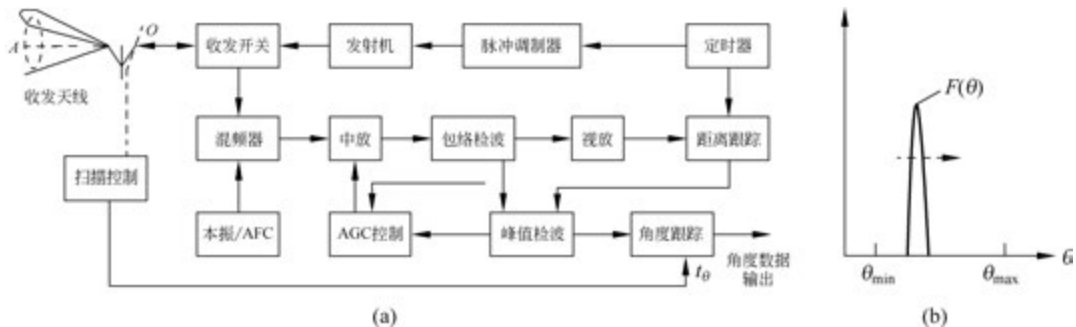 A
O
收发天线
收发开关
发射机
脉冲调制器
定时器
混频器
中放
包络检波
视放
距离跟踪
扫描控制
本振/AFC
AGC控制
峰值检波
角度跟踪
tθ
角度数据
输出
(a)
F(θ)
θmin
θmax
θ
(b)